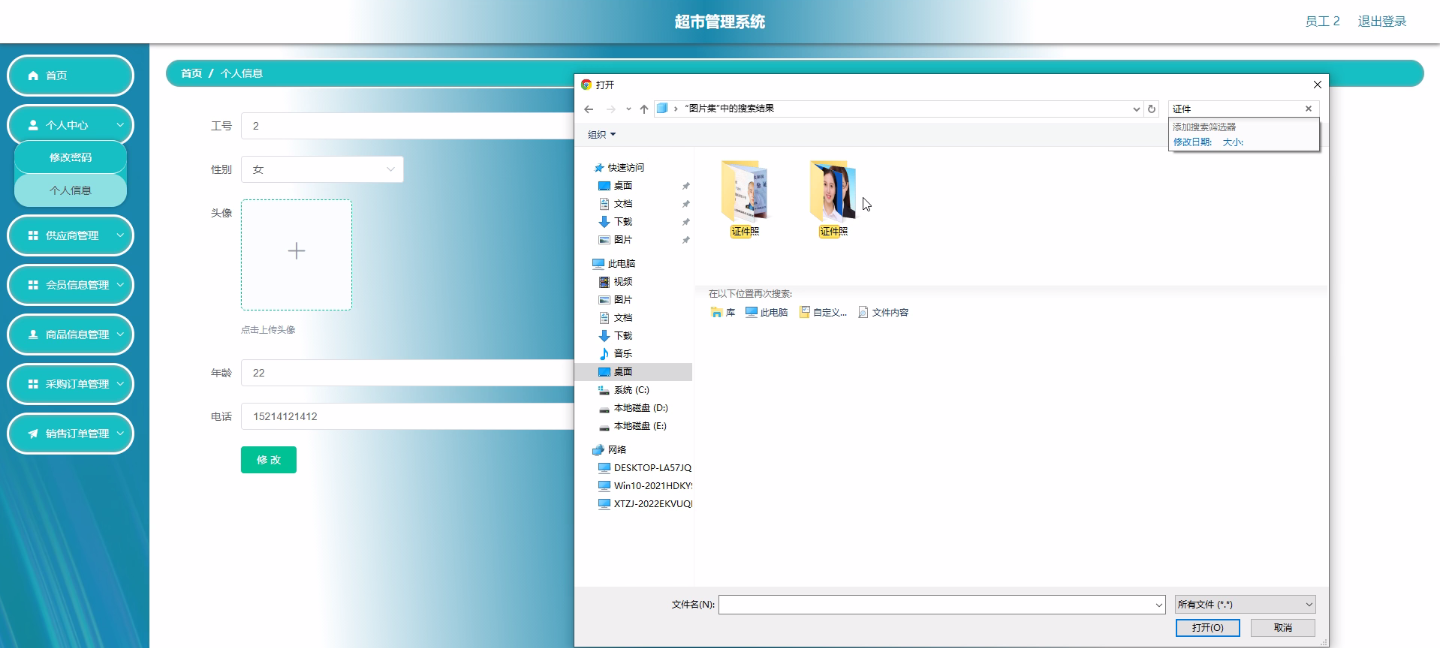 超市管理系统
员工 2 退出登录
首页
个人中心
修改密码
个人信息
供应商管理
会员信息管理
商品信息管理
采购订单管理
销售订单管理
首页 / 个人信息
工号 2
性别 女
头像
点击上传头像
年龄 22
电话 15214121412
修 改
打开
"图片集"中的搜索结果
证件
添加搜索筛选器
修改日期: 大小:
组织
快速访问
桌面
文档
下载
图片
此电脑
视频
图片
文档
下载
音乐
桌面
系统 (C:)
本地磁盘 (D:)
本地磁盘 (E:)
网络
DESKTOP-LA57JQ
Win10-2021HDKY
XTZJ-2022EKVUQ
证件照 证件照
在以下位置再次搜索:
库 此电脑 自定义... 文件内容
文件名(N): 所有文件 (*.*)
打开(O) 取消